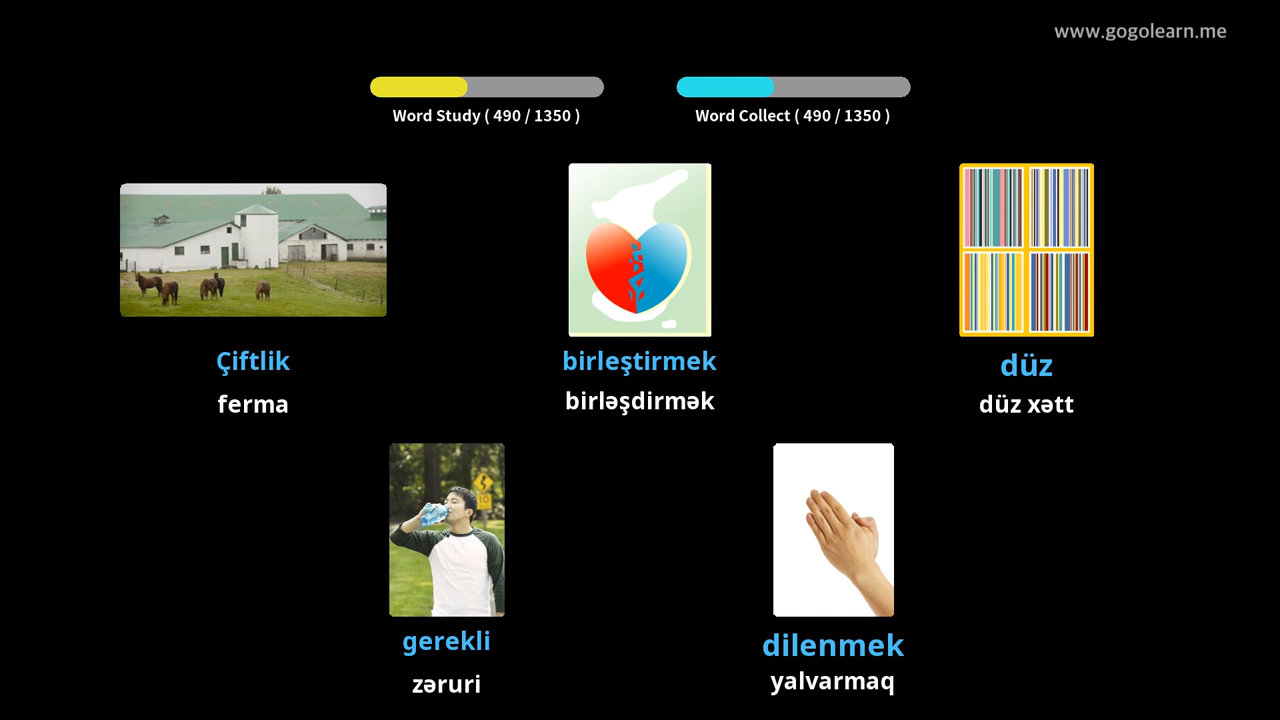 www.gogolearn.me
Word Study ( 490 / 1350 )
Word Collect ( 490 / 1350 )
Çiftlik
ferma
birleştirmek
birləşdirmək
düz
düz xətt
gerekli
zəruri
dilenmek
yalvarmaq